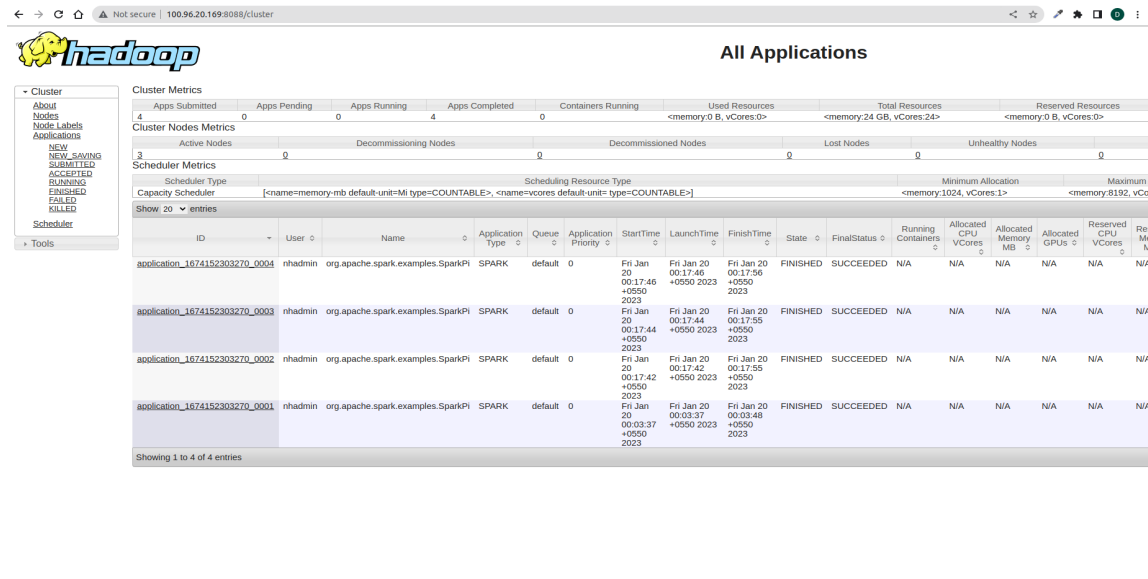 Not secure | 100.96.20.169:8088/cluster
D
hadoop
All Applications
Cluster
About
Nodes
Node Labels
Applications
NEW
NEW_SAVING
SUBMITTED
ACCEPTED
RUNNING
FINISHED
FAILED
KILLED
Scheduler
Tools
Cluster Metrics
Apps Submitted Apps Pending Apps Running Apps Completed Containers Running Used Resources Total Resources Reserved Resources
4 0 0 4 0 <memory:0 B, vCores:0> <memory:24 GB, vCores:24> <memory:0 B, vCores:0>
Cluster Nodes Metrics
Active Nodes Decommissioning Nodes Decommissioned Nodes Lost Nodes Unhealthy Nodes
3 0 0 0 0 0
Scheduler Metrics
Scheduler Type Scheduling Resource Type Minimum Allocation Maximum
Capacity Scheduler [<name=memory-mb default-unit=Mi type=COUNTABLE>, <name=vcores default-unit= type=COUNTABLE>] <memory:1024, vCores:1> <memory:8192, vCo
Show 20 entries
ID User Name Application Type Queue Application Priority StartTime LaunchTime FinishTime State FinalStatus Running Containers Allocated CPU VCores Allocated Memory MB Allocated GPUs Reserved CPU VCores
application_1674152303270_0004 nhadmin org.apache.spark.examples.SparkPi SPARK default 0 Fri Jan 20 00:17:46 +0550 2023 Fri Jan 20 00:17:46 +0550 2023 Fri Jan 20 00:17:56 +0550 2023 FINISHED SUCCEEDED N/A N/A N/A N/A N/A N/A
application_1674152303270_0003 nhadmin org.apache.spark.examples.SparkPi SPARK default 0 Fri Jan 20 00:17:44 +0550 2023 Fri Jan 20 00:17:44 +0550 2023 Fri Jan 20 00:17:55 +0550 2023 FINISHED SUCCEEDED N/A N/A N/A N/A N/A N/A
application_1674152303270_0002 nhadmin org.apache.spark.examples.SparkPi SPARK default 0 Fri Jan 20 00:17:42 +0550 2023 Fri Jan 20 00:17:42 +0550 2023 Fri Jan 20 00:17:55 +0550 2023 FINISHED SUCCEEDED N/A N/A N/A N/A N/A N/A
application_1674152303270_0001 nhadmin org.apache.spark.examples.SparkPi SPARK default 0 Fri Jan 20 00:03:37 +0550 2023 Fri Jan 20 00:03:37 +0550 2023 Fri Jan 20 00:03:48 +0550 2023 FINISHED SUCCEEDED N/A N/A N/A N/A N/A N/A
Showing 1 to 4 of 4 entries